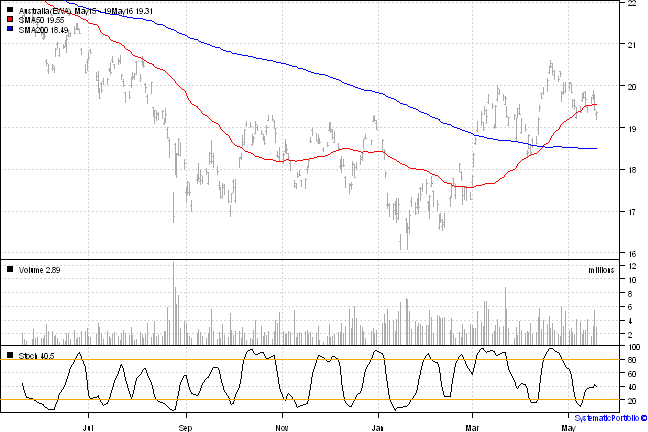 Australia(EWA), May15 - 19May16 19.31
SMA50 19.55
SMA200 18.49
22
21
20
19
18
17
16
Volume 2.89
millions
12
10
8
6
4
2
Stoch 40.5
100
80
60
40
20
Jul Sep Nov Jan Mar May
SystematicPortfolio ©